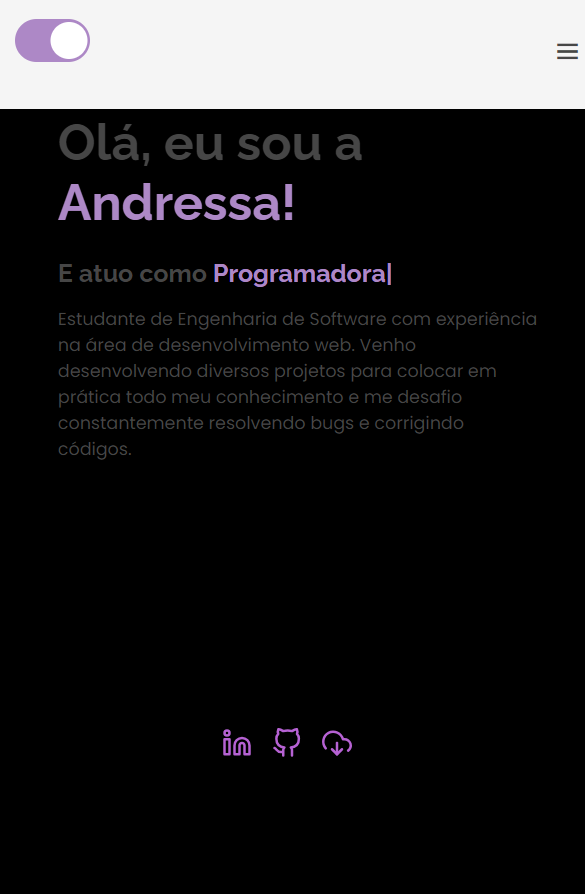 Olá, eu sou a
Andressa!
E atuo como Programadora|
Estudante de Engenharia de Software com experiência
na área de desenvolvimento web. Venho
desenvolvendo diversos projetos para colocar em
prática todo meu conhecimento e me desafio
constantemente resolvendo bugs e corrigindo
códigos.